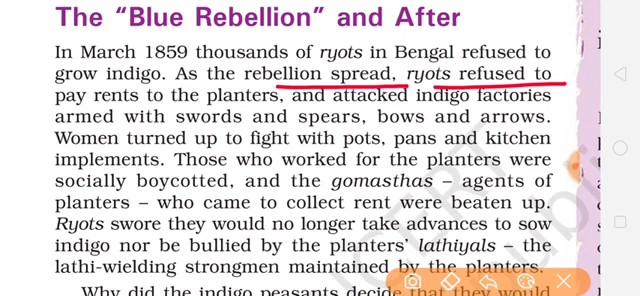 The “Blue Rebellion” and After
In March 1859 thousands of ryots in Bengal refused to
grow indigo. As the rebellion spread, ryots refused to
pay rents to the planters, and attacked indigo factories
armed with swords and spears, bows and arrows.
Women turned up to fight with pots, pans and kitchen
implements. Those who worked for the planters were
socially boycotted, and the gomasthas – agents of
planters – who came to collect rent were beaten up.
Ryots swore they would no longer take advances to sow
indigo nor be bullied by the planters’ lathiyals – the
lathi-wielding strongmen maintained by the planters.
Why did the indigo peasants decide that they would